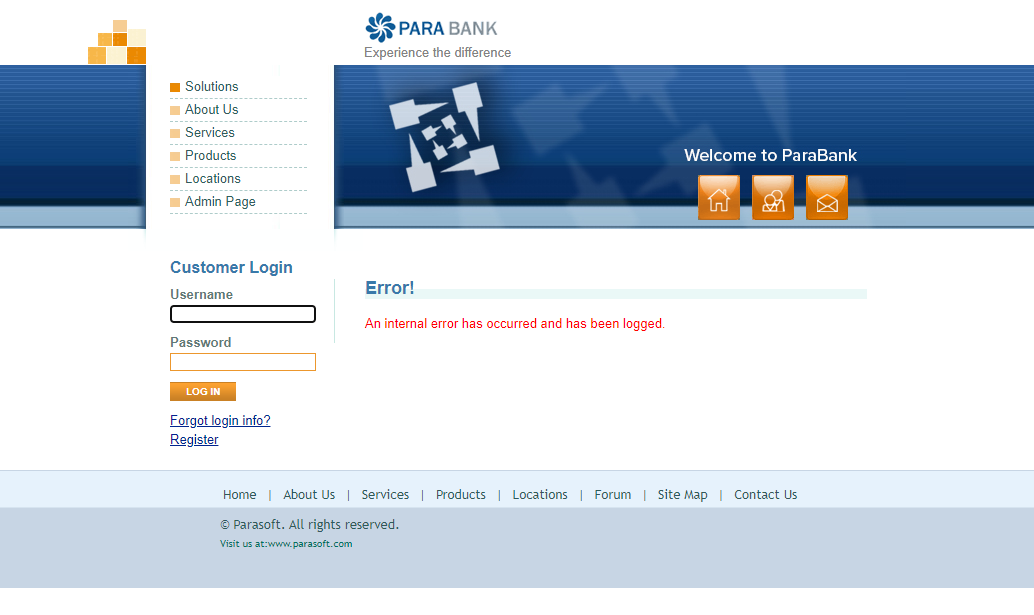 PARA BANK
Experience the difference
Solutions
About Us
Services
Products
Locations
Admin Page
Welcome to ParaBank
Customer Login
Username
Password
LOG IN
Forgot login info?
Register
Error!
An internal error has occurred and has been logged.
Home | About Us | Services | Products | Locations | Forum | Site Map | Contact Us
© Parasoft. All rights reserved.
Visit us at:www.parasoft.com